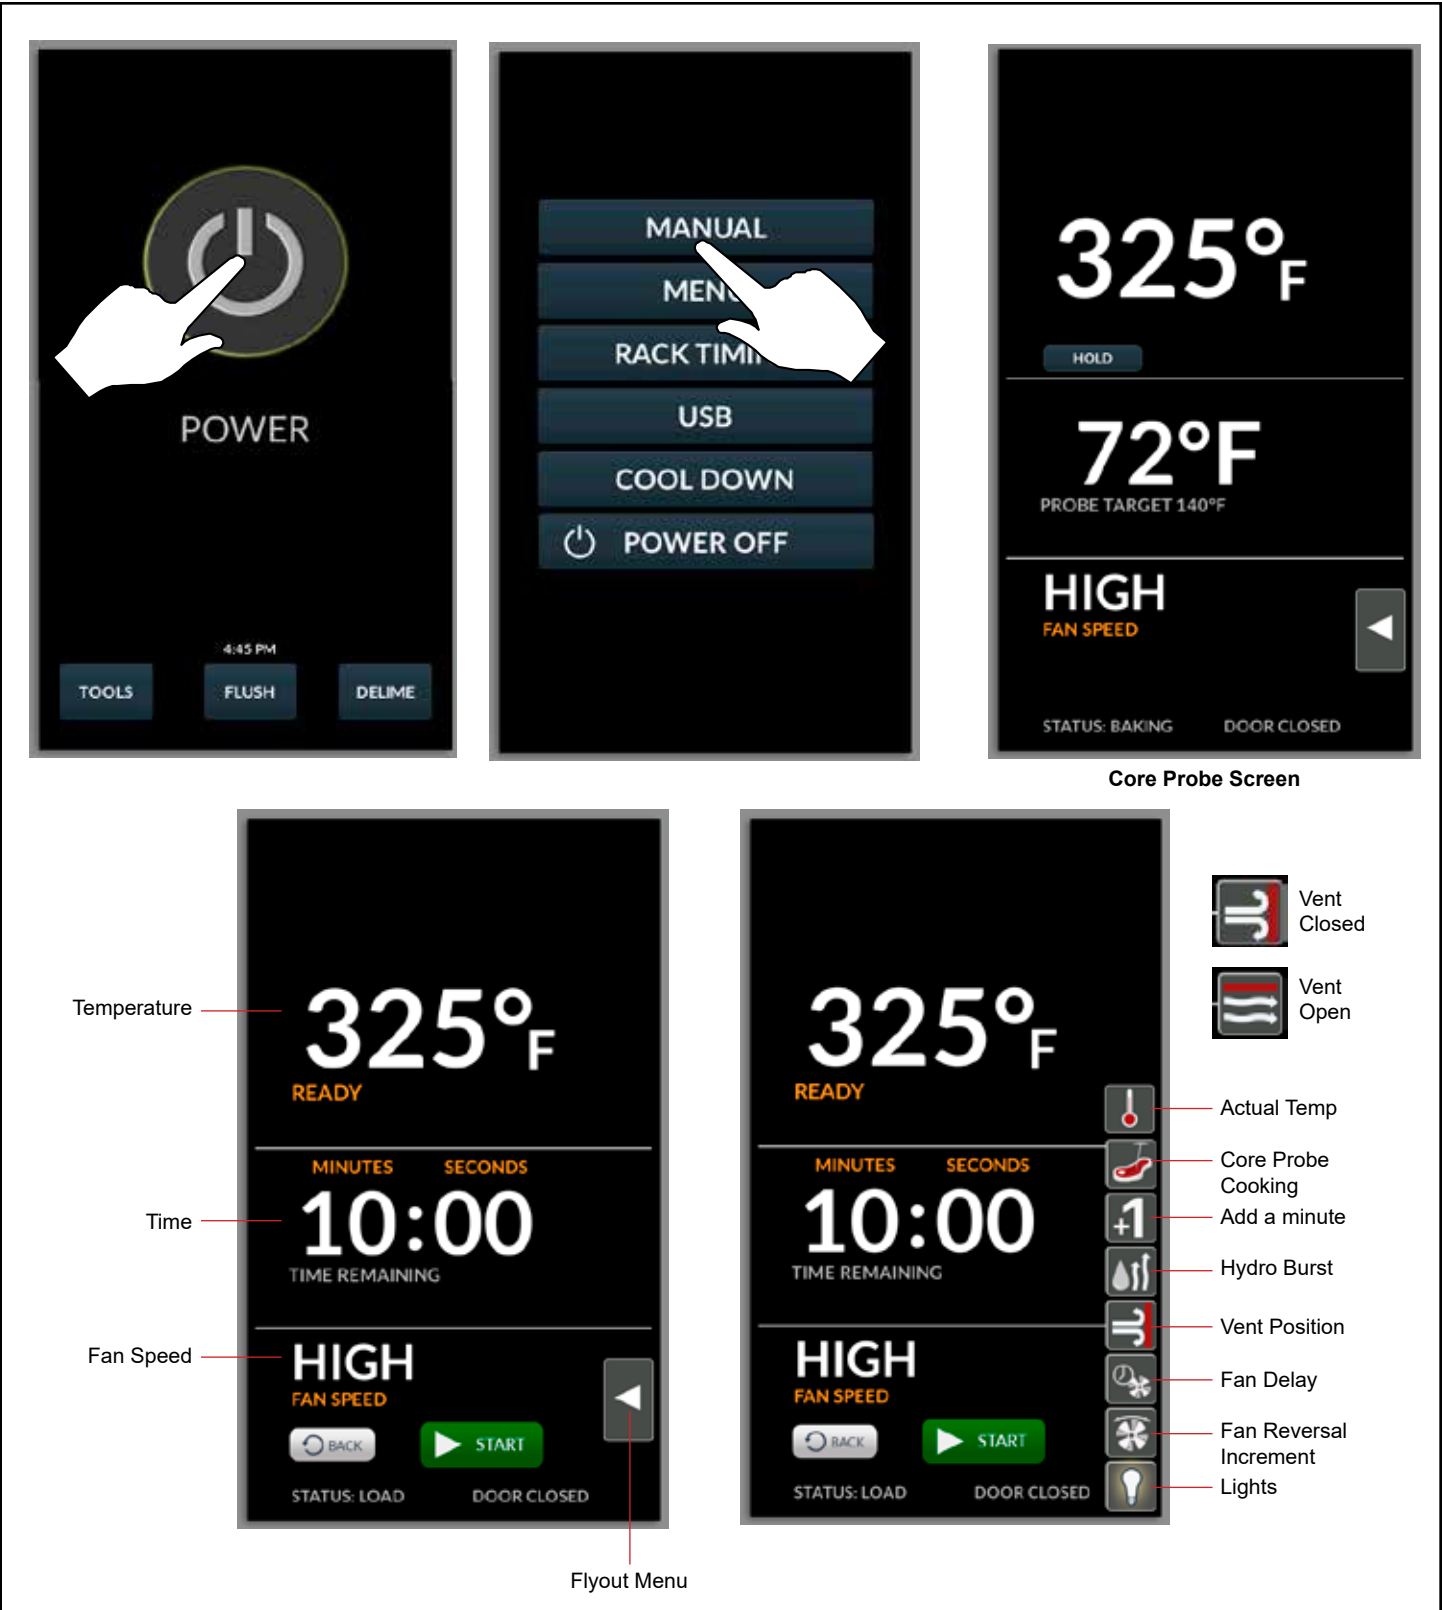 POWER
4:45 PM
TOOLS
FLUSH
DELIME
MANUAL
MENU
RACK TIMI
USB
COOL DOWN
POWER OFF
325°F
HOLD
72°F
PROBE TARGET 140°F
HIGH
FAN SPEED
STATUS: BAKING
DOOR CLOSED
Core Probe Screen
Temperature
325°F
READY
MINUTES
SECONDS
Time
10:00
TIME REMAINING
Fan Speed
HIGH
FAN SPEED
BACK
START
STATUS: LOAD
DOOR CLOSED
Flyout Menu
325°F
READY
MINUTES
SECONDS
10:00
TIME REMAINING
HIGH
FAN SPEED
BACK
START
STATUS: LOAD
DOOR CLOSED
+1
Vent
Closed
Vent
Open
Actual Temp
Core Probe
Cooking
Add a minute
Hydro Burst
Vent Position
Fan Delay
Fan Reversal
Increment
Lights